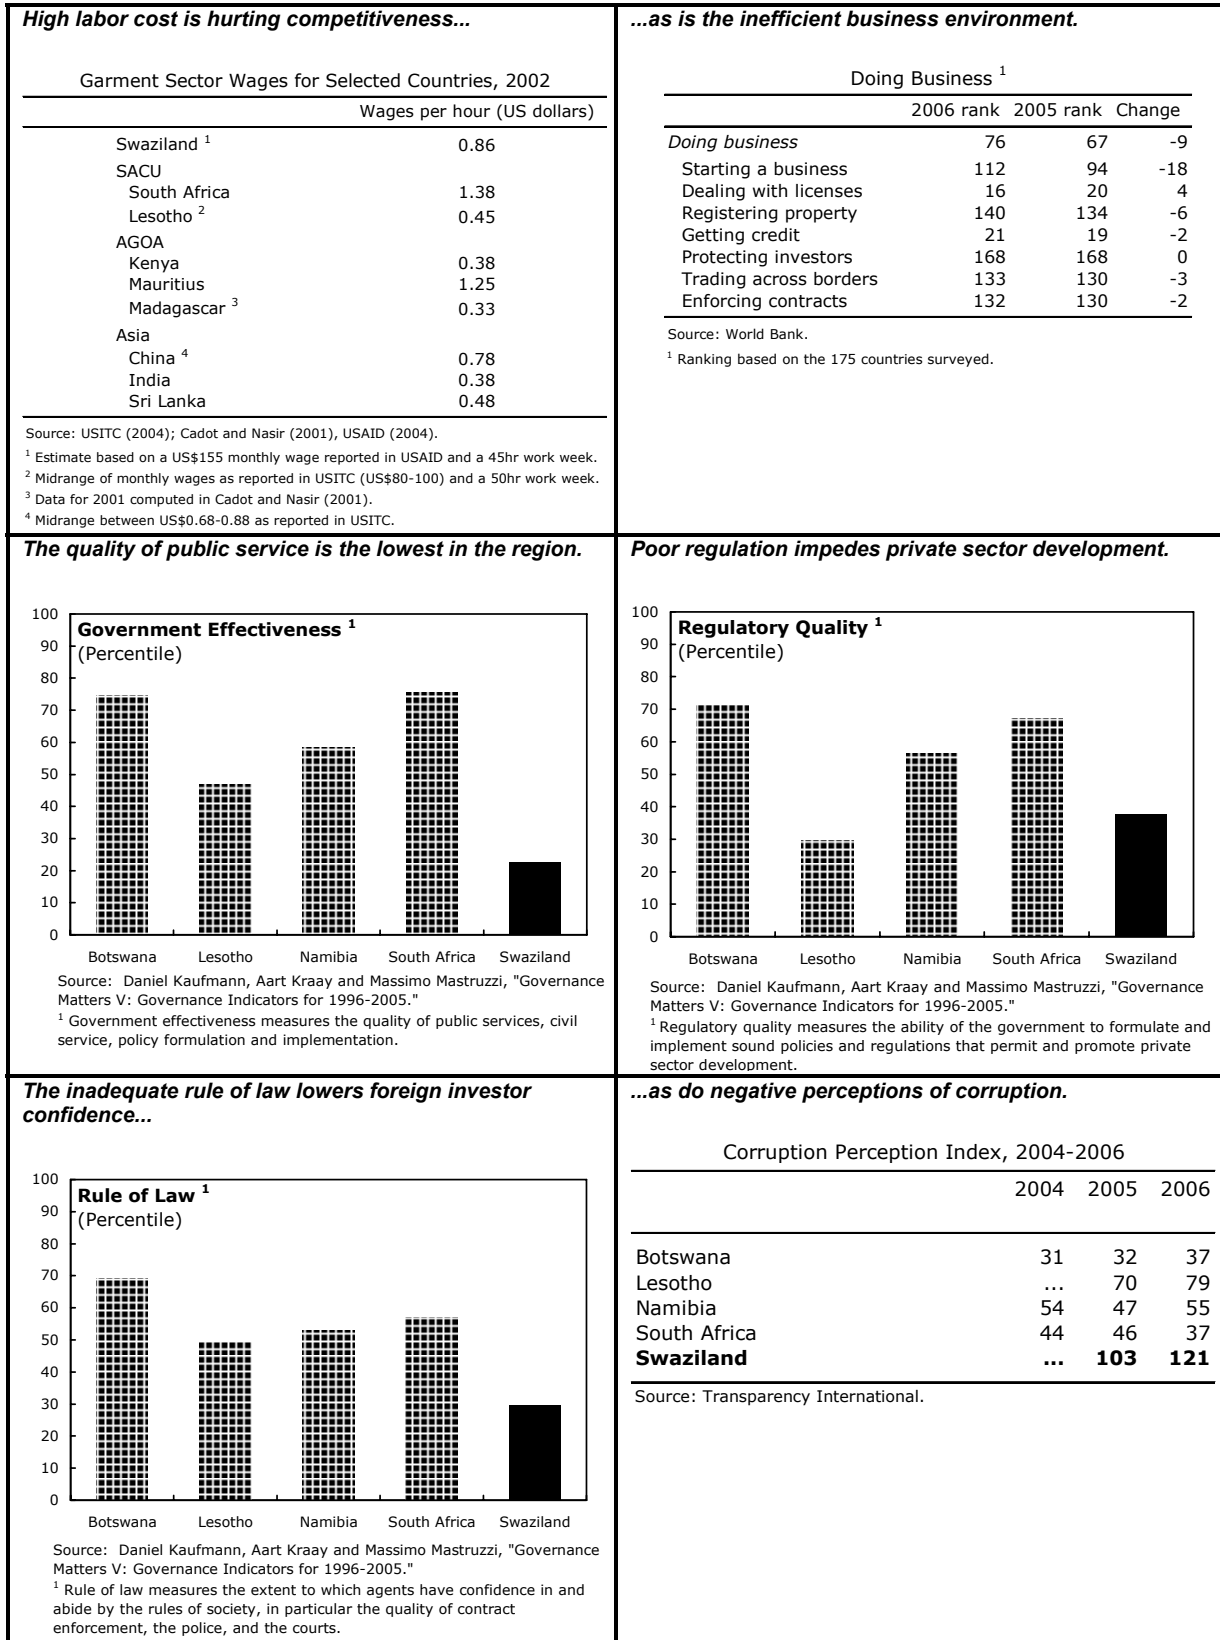 High labor cost is hurting competitiveness...
Garment Sector Wages for Selected Countries, 2002
Wages per hour (US dollars)
Swaziland 1 0.86
SACU
South Africa 1.38
Lesotho 2 0.45
AGOA
Kenya 0.38
Mauritius 1.25
Madagascar 3 0.33
Asia
China 4 0.78
India 0.38
Sri Lanka 0.48
Source: USITC (2004); Cadot and Nasir (2001), USAID (2004).
1 Estimate based on a US$155 monthly wage reported in USAID and a 45hr work week.
2 Midrange of monthly wages as reported in USITC (US$80-100) and a 50hr work week.
3 Data for 2001 computed in Cadot and Nasir (2001).
4 Midrange between US$0.68-0.88 as reported in USITC.
...as is the inefficient business environment.
Doing Business 1
2006 rank 2005 rank Change
Doing business 76 67 -9
Starting a business 112 94 -18
Dealing with licenses 16 20 4
Registering property 140 134 -6
Getting credit 21 19 -2
Protecting investors 168 168 0
Trading across borders 133 130 -3
Enforcing contracts 132 130 -2
Source: World Bank.
1 Ranking based on the 175 countries surveyed.
The quality of public service is the lowest in the region.
Government Effectiveness 1
(Percentile)
100
90
80
70
60
50
40
30
20
10
0
Botswana Lesotho Namibia South Africa Swaziland
Source: Daniel Kaufmann, Aart Kraay and Massimo Mastruzzi, "Governance
Matters V: Governance Indicators for 1996-2005."
1 Government effectiveness measures the quality of public services, civil
service, policy formulation and implementation.
Poor regulation impedes private sector development.
Regulatory Quality 1
(Percentile)
100
90
80
70
60
50
40
30
20
10
0
Botswana Lesotho Namibia South Africa Swaziland
Source: Daniel Kaufmann, Aart Kraay and Massimo Mastruzzi, "Governance
Matters V: Governance Indicators for 1996-2005."
1 Regulatory quality measures the ability of the government to formulate and
implement sound policies and regulations that permit and promote private
sector development.
The inadequate rule of law lowers foreign investor
confidence...
Rule of Law 1
(Percentile)
100
90
80
70
60
50
40
30
20
10
0
Botswana Lesotho Namibia South Africa Swaziland
Source: Daniel Kaufmann, Aart Kraay and Massimo Mastruzzi, "Governance
Matters V: Governance Indicators for 1996-2005."
1 Rule of law measures the extent to which agents have confidence in and
abide by the rules of society, in particular the quality of contract
enforcement, the police, and the courts.
...as do negative perceptions of corruption.
Corruption Perception Index, 2004-2006
2004 2005 2006
Botswana 31 32 37
Lesotho ... 70 79
Namibia 54 47 55
South Africa 44 46 37
Swaziland ... 103 121
Source: Transparency International.